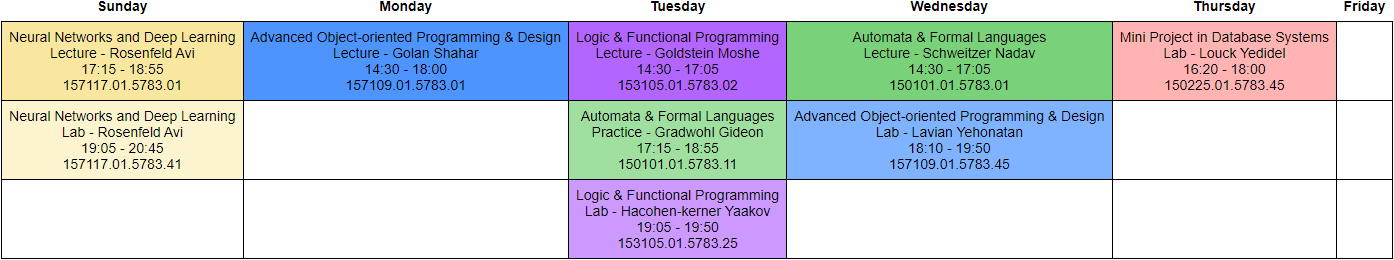 Sunday
Monday
Tuesday
Wednesday
Thursday
Friday
Neural Networks and Deep Learning
Lecture - Rosenfeld Avi
17:15 - 18:55
157117.01.5783.01
Advanced Object-oriented Programming & Design
Lecture - Golan Shahar
14:30 - 18:00
157109.01.5783.01
Logic & Functional Programming
Lecture - Goldstein Moshe
14:30 - 17:05
153105.01.5783.02
Automata & Formal Languages
Lecture - Schweitzer Nadav
14:30 - 17:05
150101.01.5783.01
Mini Project in Database Systems
Lab - Louck Yedidel
16:20 - 18:00
150225.01.5783.45
Neural Networks and Deep Learning
Lab - Rosenfeld Avi
19:05 - 20:45
157117.01.5783.41
Automata & Formal Languages
Practice - Gradwohl Gideon
17:15 - 18:55
150101.01.5783.11
Advanced Object-oriented Programming & Design
Lab - Lavian Yehonatan
18:10 - 19:50
157109.01.5783.45
Logic & Functional Programming
Lab - Hacohen-kerner Yaakov
19:05 - 19:50
153105.01.5783.25